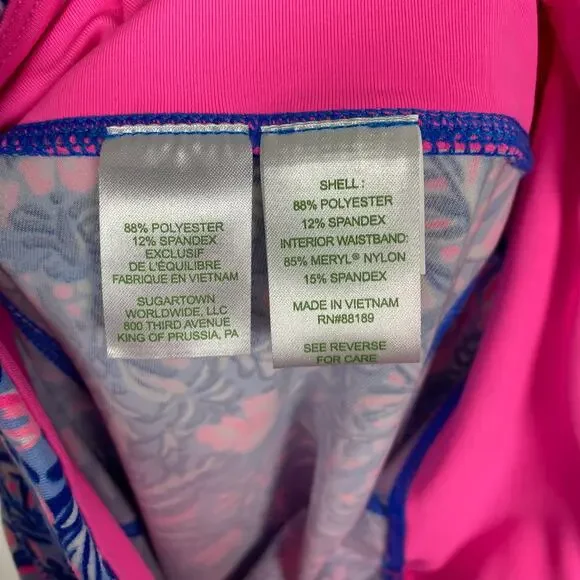 88% POLYESTER
12% SPANDEX
EXCLUSIF
DE L'ÉQUILIBRE
FABRIQUE EN VIETNAM
SUGARTOWN
WORLDWIDE, LLC
800 THIRD AVENUE
KING OF PRUSSIA, PA
SHELL:
88% POLYESTER
12% SPANDEX
INTERIOR WAISTBAND:
85% MERYL® NYLON
15% SPANDEX
MADE IN VIETNAM
RN#88189
SEE REVERSE
FOR CARE